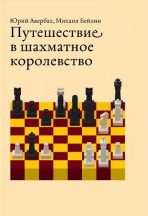 Юрий Авербах, Михаил Бейлин
Путешествие
в шахматное
королевство